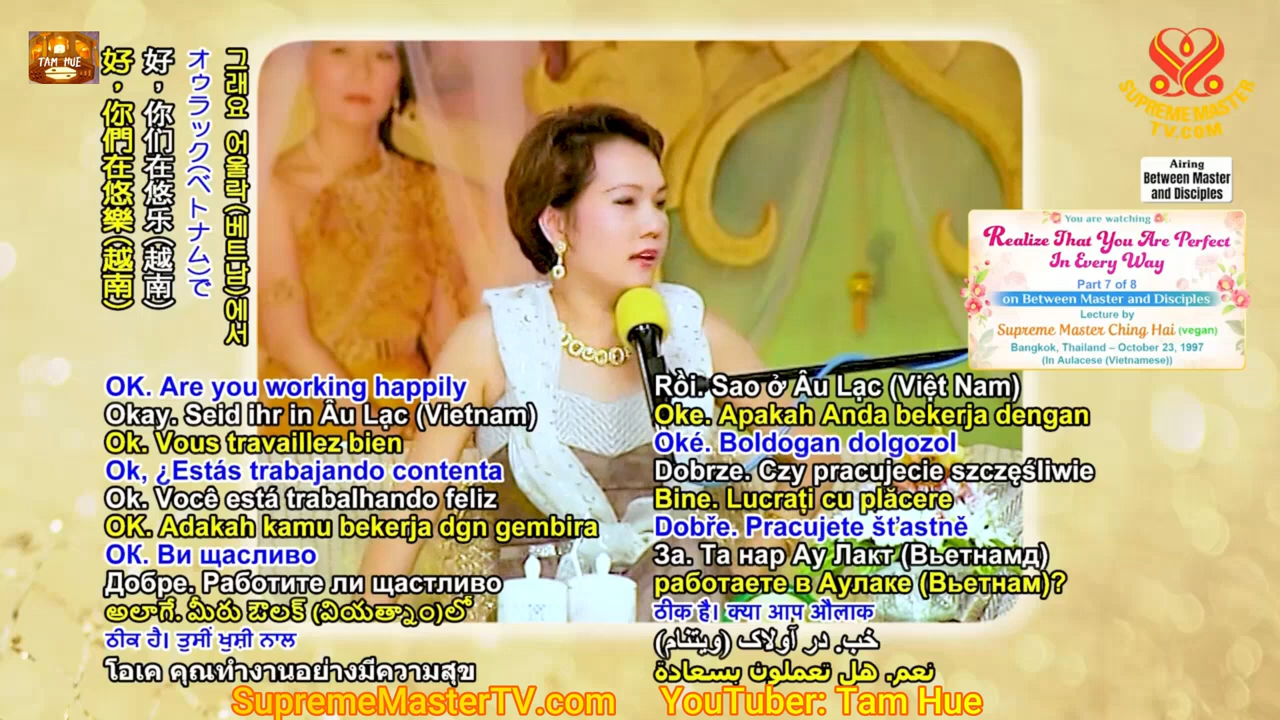 TAM HUE
好，你們在悠樂(越南)
好，你们在悠乐(越南)
オゥラック(ベトナム)で
그래요 어울락(베트남)에서
SUPREME MASTER
TV.COM
Airing
Between Master
and Disciples
You are watching
Realize That You Are Perfect
In Every Way
Part 7 of 8
on Between Master and Disciples
Lecture by
Supreme Master Ching Hai (vegan)
Bangkok, Thailand – October 23, 1997
(In Aulacese (Vietnamese))
OK. Are you working happily
Okay. Seid ihr in Âu Lạc (Vietnam)
Ok. Vous travaillez bien
Ok, ¿Estás trabajando contenta
Ok. Você está trabalhando feliz
OK. Adakah kamu bekerja dgn gembira
ОК. Ви щасливо
Добре. Работите ли щастливо
అలాగే. మీరు ఔలక్ (వియత్నాం)లో
ਠੀਕ ਹੈ। ਤੁਸੀਂ ਖੁਸ਼ੀ ਨਾਲ
โอเค คุณทำงานอย่างมีความสุข
Rồi. Sao ở Âu Lạc (Việt Nam)
Oke. Apakah Anda bekerja dengan
Oké. Boldogan dolgozol
Dobrze. Czy pracujecie szczęśliwie
Bine. Lucrați cu plăcere
Dobře. Pracujete šťastně
За. Та нар Ау Лакт (Вьетнамд)
работаете в Аулаке (Вьетнам)?
ठीक है। क्या आप औलाक
خب. در آولاک (ویتنام)
نعم. هل تعملون بسعادة
SupremeMasterTV.com
YouTuber: Tam Hue